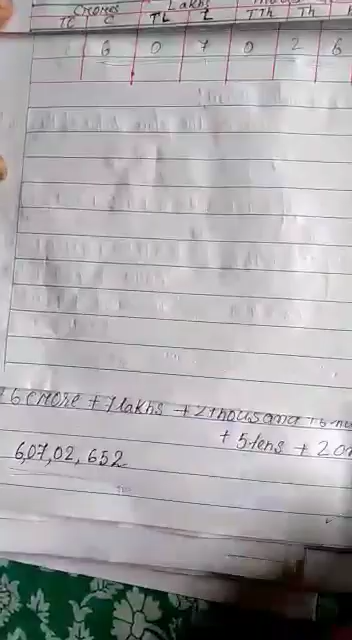 Crores Lakhs
TC C TL L TTh Th
6 0 7 0 2 6
6 crore + 7 lakhs + 2 thousand + 6
+ 5 tens + 2
6,07,02,652